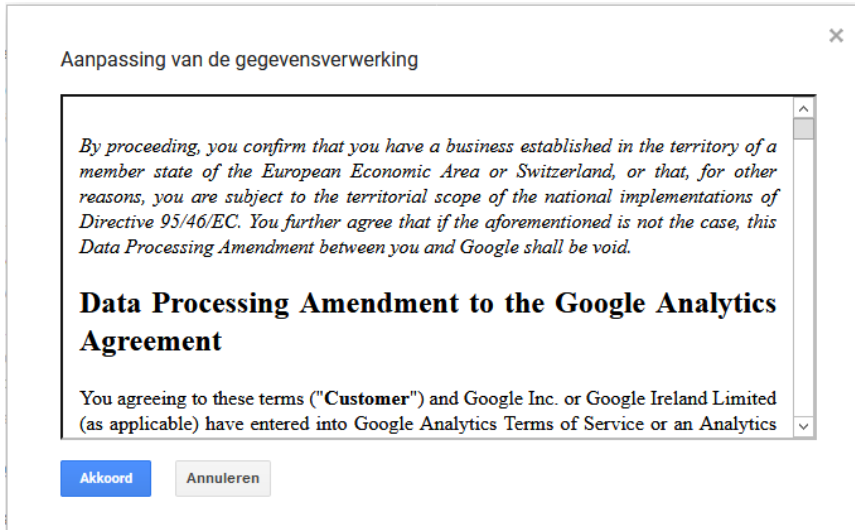 Aanpassing van de gegevensverwerking
By proceeding, you confirm that you have a business established in the territory of a
member state of the European Economic Area or Switzerland, or that, for other
reasons, you are subject to the territorial scope of the national implementations of
Directive 95/46/EC. You further agree that if the aforementioned is not the case, this
Data Processing Amendment between you and Google shall be void.
Data Processing Amendment to the Google Analytics
Agreement
You agreeing to these terms ("Customer") and Google Inc. or Google Ireland Limited
(as applicable) have entered into Google Analytics Terms of Service or an Analytics
Akkoord Annuleren